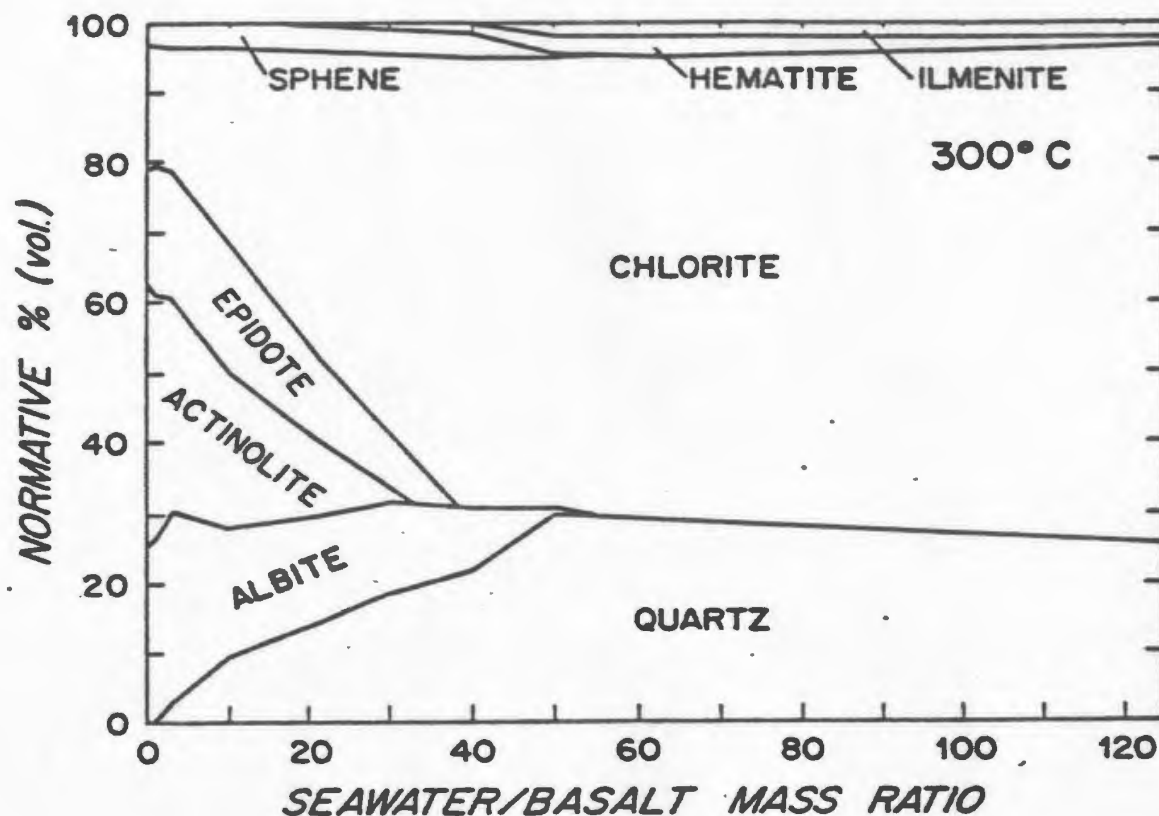 100
SPHENE
HEMATITE
ILMENITE
80
300° C
CHLORITE
EPIDOTE
60
ACTINOLITE
40
ALBITE
20
QUARTZ
0
0 20 40 60 80 100 120
NORMATIVE % (vol.)
SEAWATER/BASALT MASS RATIO